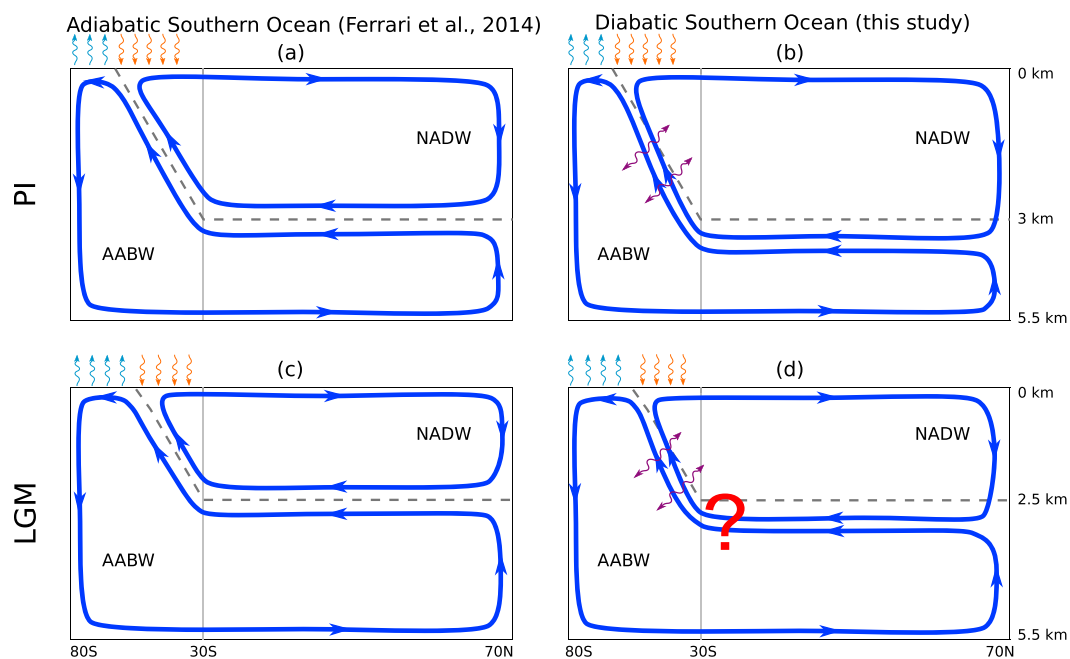 Adiabatic Southern Ocean (Ferrari et al., 2014)
Diabatic Southern Ocean (this study)
(a)
(b)
0 km
NADW
NADW
PI
3 km
AABW
AABW
5.5 km
(c)
(d)
0 km
NADW
NADW
LGM
2.5 km
?
AABW
AABW
5.5 km
80S
30S
70N
80S
30S
70N